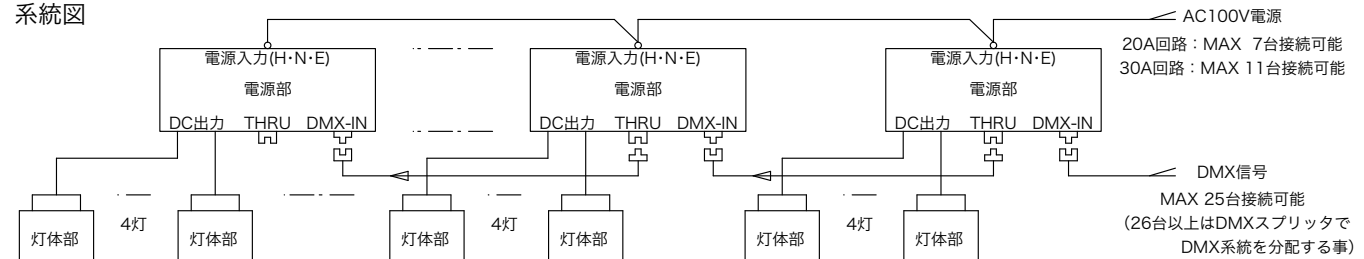 系統図
AC100V電源
20A回路：MAX 7台接続可能
30A回路：MAX 11台接続可能
電源入力(H･N･E)
電源部
DC出力 THRU DMX-IN
電源入力(H･N･E)
電源部
DC出力 THRU DMX-IN
電源入力(H･N･E)
電源部
DC出力 THRU DMX-IN
DMX信号
MAX 25台接続可能
（26台以上はDMXスプリッタで
DMX系統を分配する事）
灯体部
4灯
灯体部
灯体部
4灯
灯体部
灯体部
4灯
灯体部